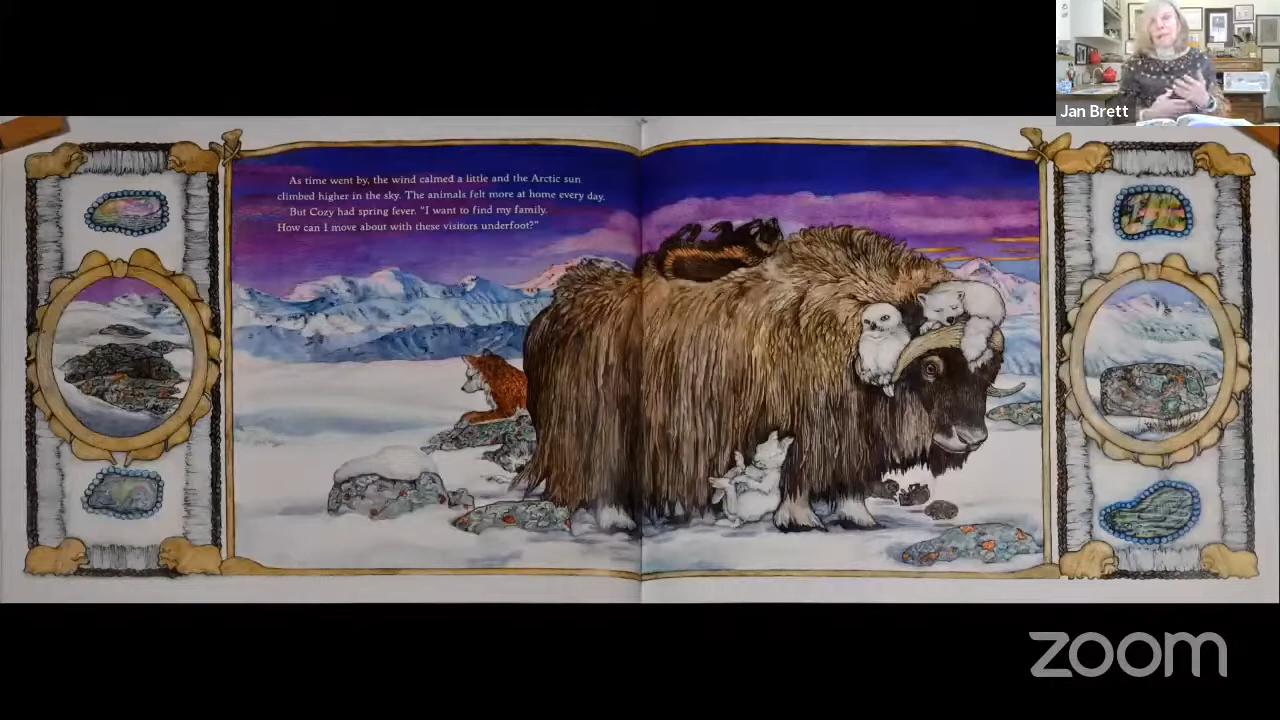 Jan Brett
As time went by, the wind calmed a little and the Arctic sun
climbed higher in the sky. The animals felt more at home every day.
But Cozy had spring fever. "I want to find my family.
How can I move about with these visitors underfoot?"
zoom